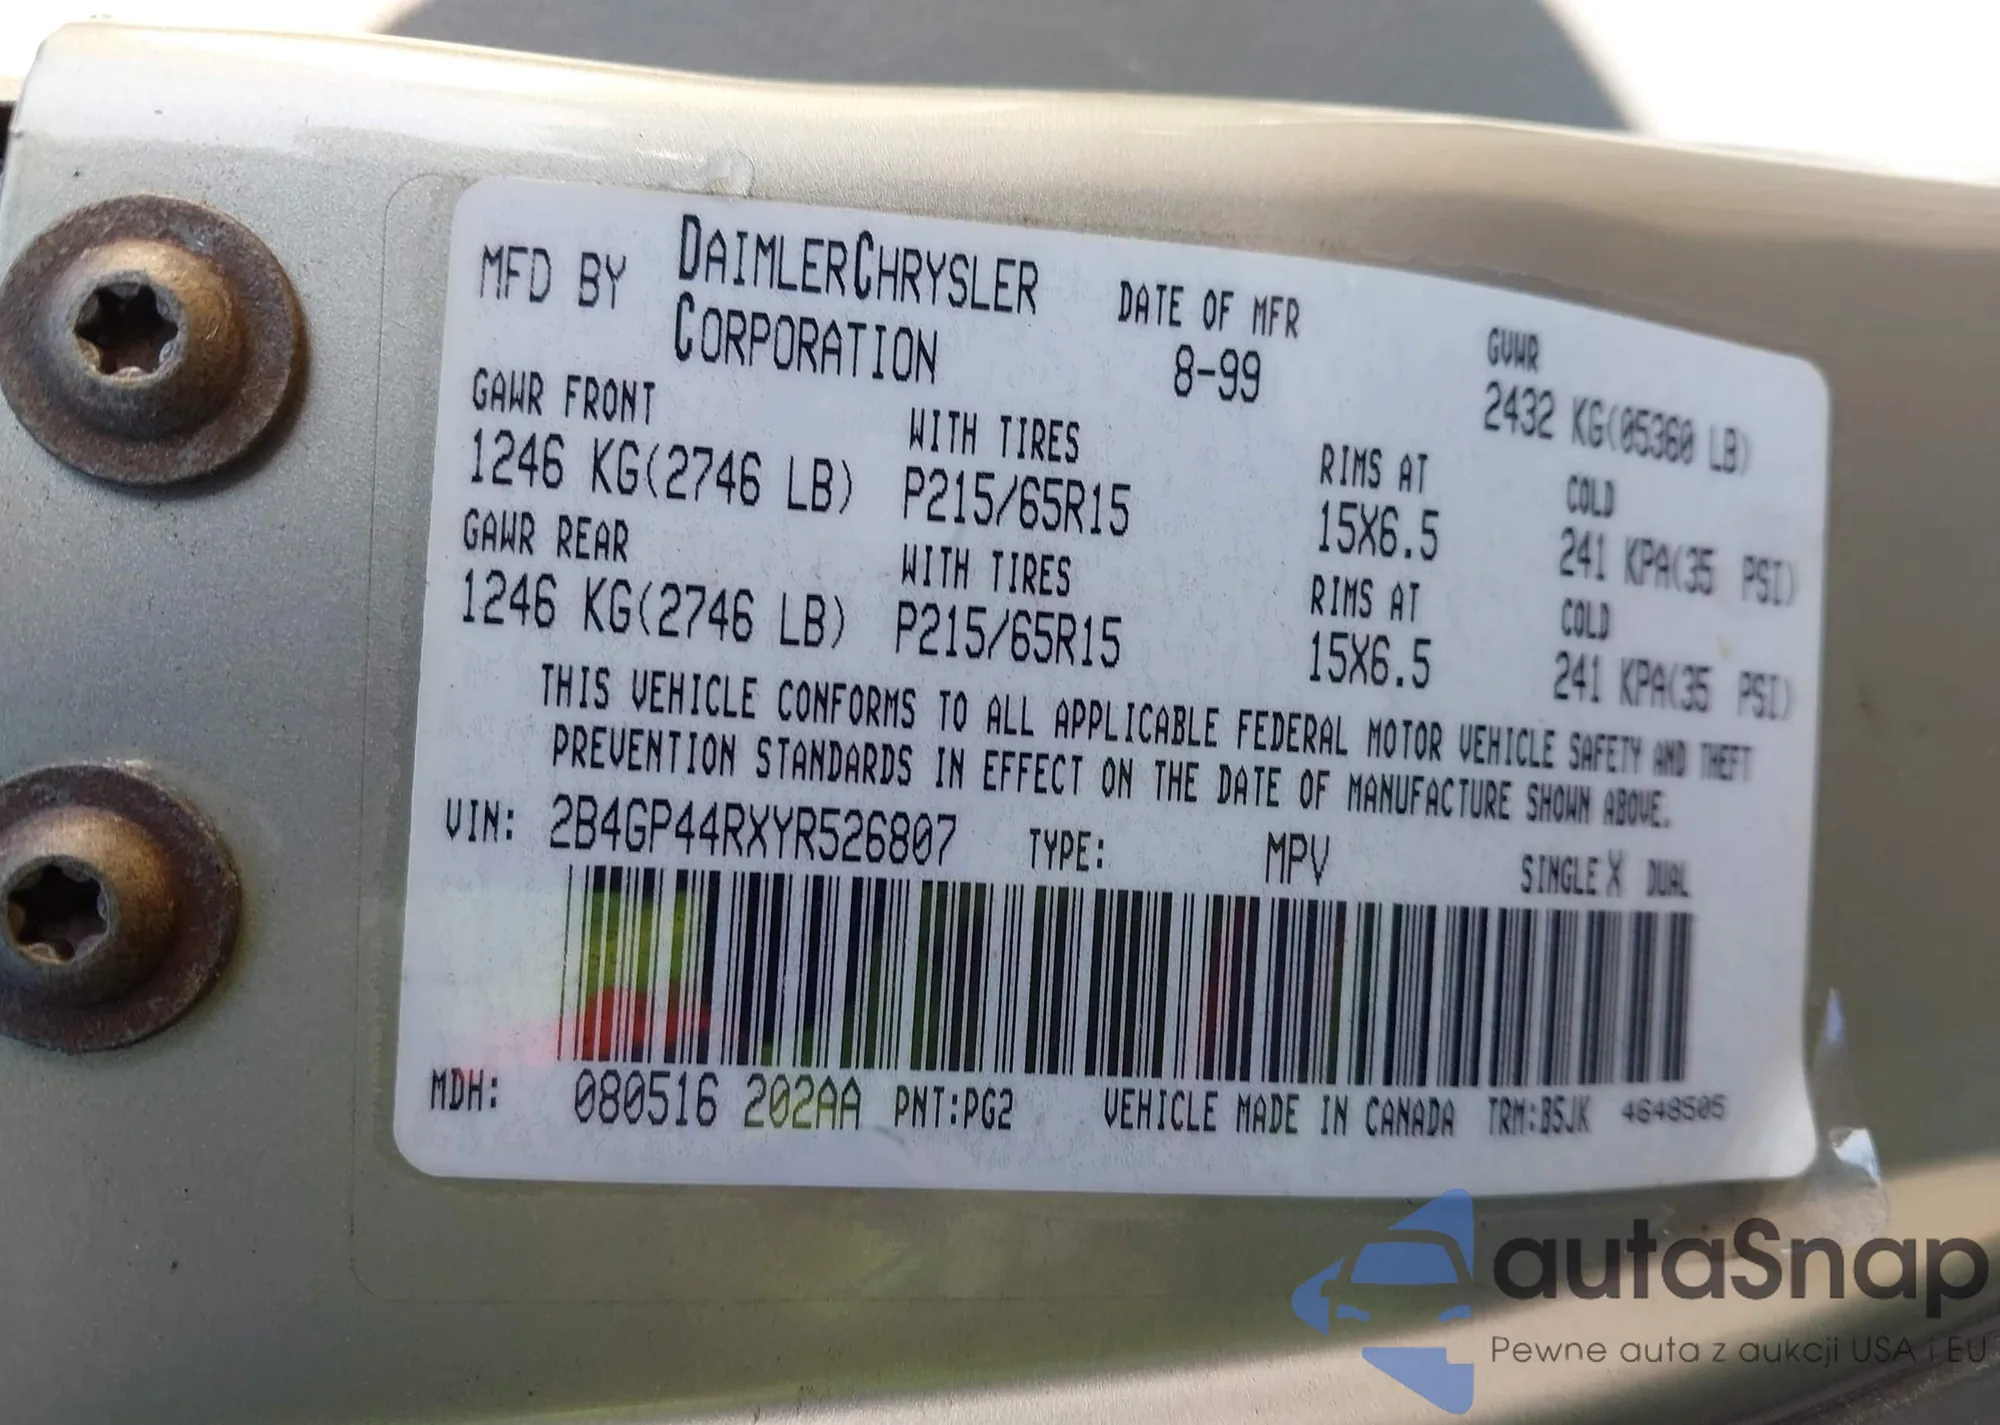 MFD BY DAIMLERCHRYSLER CORPORATION DATE OF MFR 8-99 GVWR 2432 KG(05360 LB)
GAWR FRONT WITH TIRES RIMS AT COLD
1246 KG(2746 LB) P215/65R15 15X6.5 241 KPA(35 PSI)
GAWR REAR WITH TIRES RIMS AT COLD
1246 KG(2746 LB) P215/65R15 15X6.5 241 KPA(35 PSI)
THIS VEHICLE CONFORMS TO ALL APPLICABLE FEDERAL MOTOR VEHICLE SAFETY AND THEFT
PREVENTION STANDARDS IN EFFECT ON THE DATE OF MANUFACTURE SHOWN ABOVE.
VIN: 2B4GP44RXYR526807 TYPE: MPV SINGLE X DUAL
MDH: 080516 202AA PNT:PG2 VEHICLE MADE IN CANADA TRM:B5JK 4648505
autaSnap
Pewne auta z aukcji USA i EU